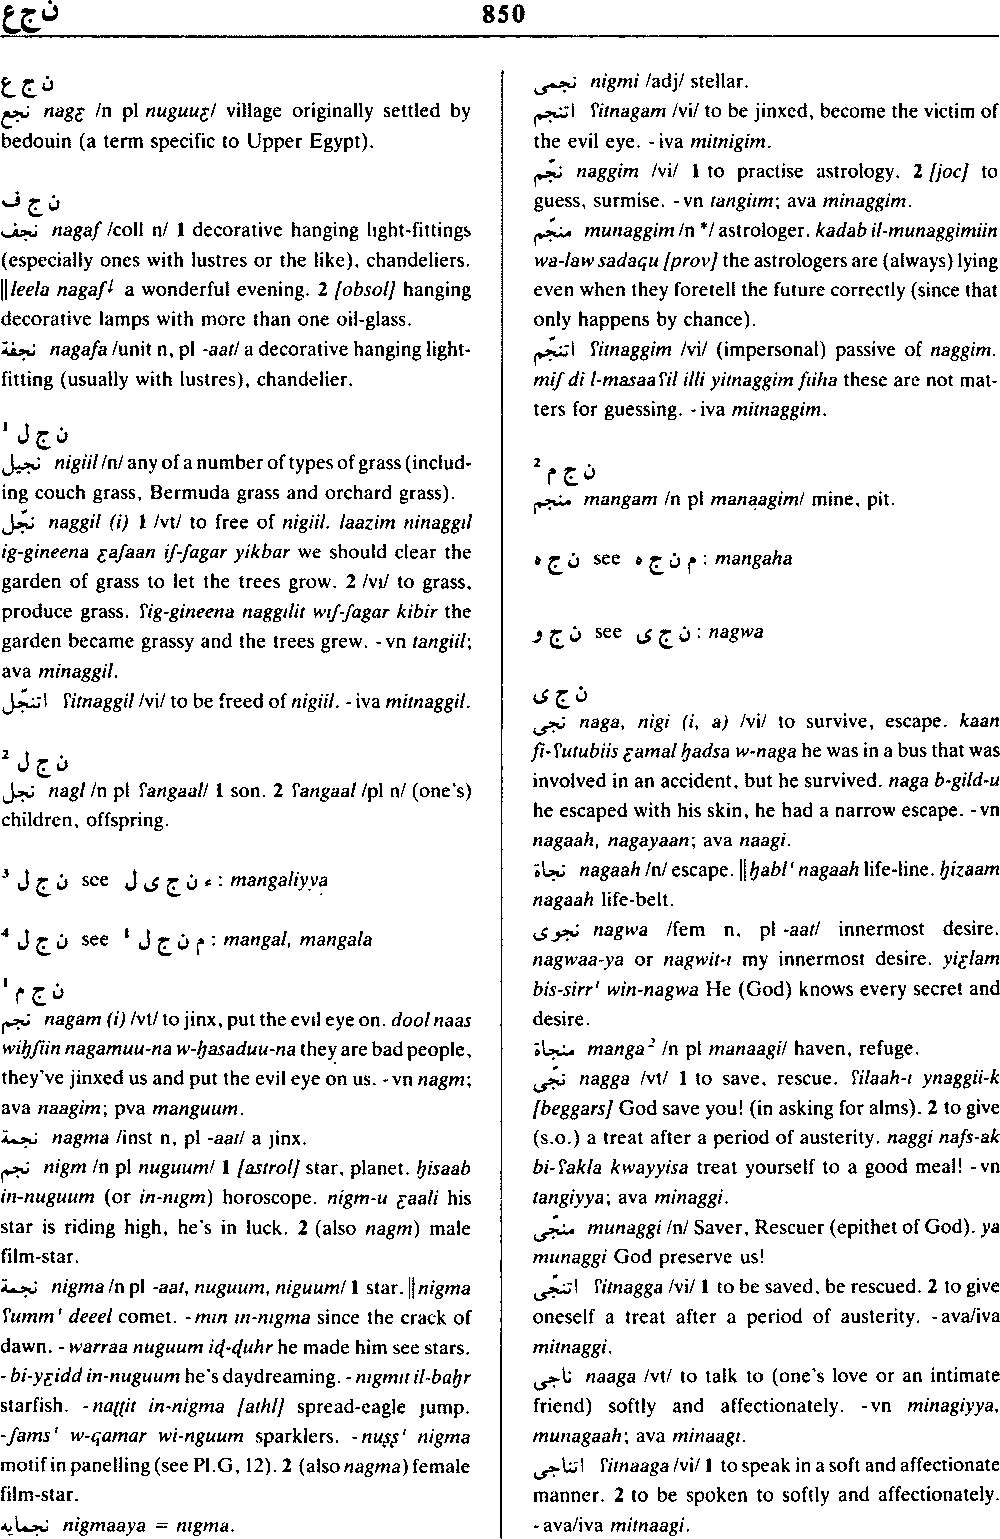 نجع
850
ن ج ع
نجع nagع /n pl nuguuع/ village originally settled by
bedouin (a term specific to Upper Egypt).
ن ج ف
نجف nagaf /coll n/ 1 decorative hanging light-fittings
(especially ones with lustres or the like), chandeliers.
||leela nagaf↓ a wonderful evening. 2 [obsol] hanging
decorative lamps with more than one oil-glass.
نجفة nagafa /unit n, pl -aat/ a decorative hanging light-
fitting (usually with lustres), chandelier.
ن ج ل ¹
نجيل nigiil /n/ any of a number of types of grass (includ-
ing couch grass, Bermuda grass and orchard grass).
نجّل naggil (i) 1 /vt/ to free of nigiil. laazim ninaggil
ig-gineena عaʃaan iʃ-ʃagar yikbar we should clear the
garden of grass to let the trees grow. 2 /vi/ to grass,
produce grass. ʕig-gineena naggilit wiʃ-ʃagar kibir the
garden became grassy and the trees grew. -vn tangiil;
ava minaggil.
اتنجّل ʕitnaggil /vi/ to be freed of nigiil. -iva mitnaggil.
ن ج ل ²
نجل nagl /n pl ʕangaal/ 1 son. 2 ʕangaal /pl n/ (one's)
children, offspring.
ن ج ل ³ see ء ن ج ى ل : mangaliyya
ن ج ل ⁴ see م ن ج ل ¹ : mangal, mangala
ن ج م ¹
نجم nagam (i) /vt/ to jinx, put the evil eye on. dool naas
wiḥʃiin nagamuu-na w-ḥasaduu-na they are bad people,
they've jinxed us and put the evil eye on us. -vn nagm;
ava naagim; pva manguum.
نجمة nagma /inst n, pl -aat/ a jinx.
نجم nigm /n pl nuguum/ 1 [astrol] star, planet. ḥisaab
in-nuguum (or in-nigm) horoscope. nigm-u عaali his
star is riding high, he's in luck. 2 (also nagm) male
film-star.
نجمة nigma /n pl -aat, nuguum, niguum/ 1 star. ||nigma
ʕumm' deeel comet. -min in-nigma since the crack of
dawn. -warraa nuguum iḍ-ḍuhr he made him see stars.
-bi-yعidd in-nuguum he's daydreaming. -nigmit il-baḥr
starfish. -naṭṭit in-nigma [athl] spread-eagle jump.
-ʃams' w-qamar wi-nguum sparklers. -nuṣṣ' nigma
motif in panelling (see Pl.G, 12). 2 (also nagma) female
film-star.
نجمايه nigmaaya = nigma.
نجمى nigmi /adj/ stellar.
اتنجم ʕitnagam /vi/ to be jinxed, become the victim of
the evil eye. -iva mitnigim.
نجّم naggim /vi/ 1 to practise astrology. 2 [joc] to
guess, surmise. -vn tangiim; ava minaggim.
منجّم munaggim /n */ astrologer. kadab il-munaggimiin
wa-law sadaqu [prov] the astrologers are (always) lying
even when they foretell the future correctly (since that
only happens by chance).
اتنجّم ʕitnaggim /vi/ (impersonal) passive of naggim.
miʃ di l-masaaʕil illi yitnaggim fiiha these are not mat-
ters for guessing. -iva mitnaggim.
ن ج م ²
منجم mangam /n pl manaagim/ mine, pit.
ن ج ه see م ن ج ه : mangaha
ن ج و see ن ج ى : nagwa
ن ج ى
نجى naga, nigi (i, a) /vi/ to survive, escape. kaan
fi-ʕutubiis عamal ḥadsa w-naga he was in a bus that was
involved in an accident, but he survived. naga b-gild-u
he escaped with his skin, he had a narrow escape. -vn
nagaah, nagayaan; ava naagi.
نجاة nagaah /n/ escape. ||ḥabl' nagaah life-line. ḥizaam
nagaah life-belt.
نجوى nagwa /fem n, pl -aat/ innermost desire.
nagwaa-ya or nagwit-i my innermost desire. yiعlam
bis-sirr' win-nagwa He (God) knows every secret and
desire.
منجاة manga² /n pl manaagi/ haven, refuge.
نجّى nagga /vt/ 1 to save, rescue. ʕilaah-i ynaggii-k
[beggars] God save you! (in asking for alms). 2 to give
(s.o.) a treat after a period of austerity. naggi nafs-ak
bi-ʕakla kwayyisa treat yourself to a good meal! -vn
tangiyya; ava minaggi.
منجّى munaggi /n/ Saver, Rescuer (epithet of God). ya
munaggi God preserve us!
اتنجّى ʕitnagga /vi/ 1 to be saved, be rescued. 2 to give
oneself a treat after a period of austerity. -ava/iva
mitnaggi.
ناجى naaga /vt/ to talk to (one's love or an intimate
friend) softly and affectionately. -vn minagiyya,
munagaah; ava minaagi.
اتناجى ʕitnaaga /vi/ 1 to speak in a soft and affectionate
manner. 2 to be spoken to softly and affectionately.
-ava/iva mitnaagi.